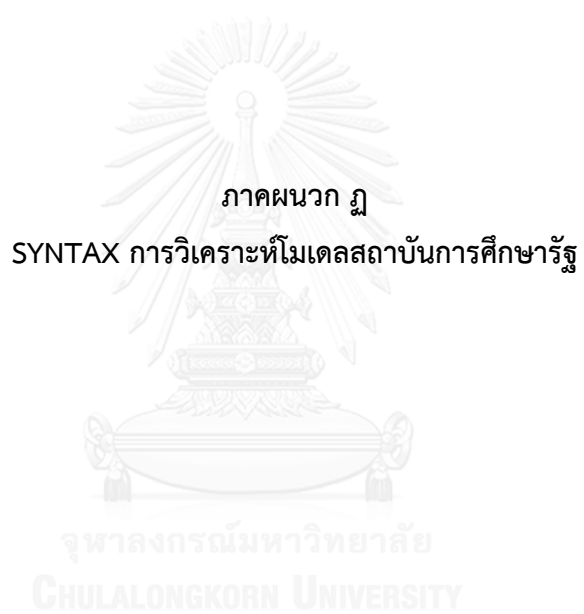 ภาคผนวก ฏ
SYNTAX การวิเคราะห์โมเดลสถาบันการศึกษารัฐ
จุฬาลงกรณ์มหาวิทยาลัย
CHULALONGKORN UNIVERSITY